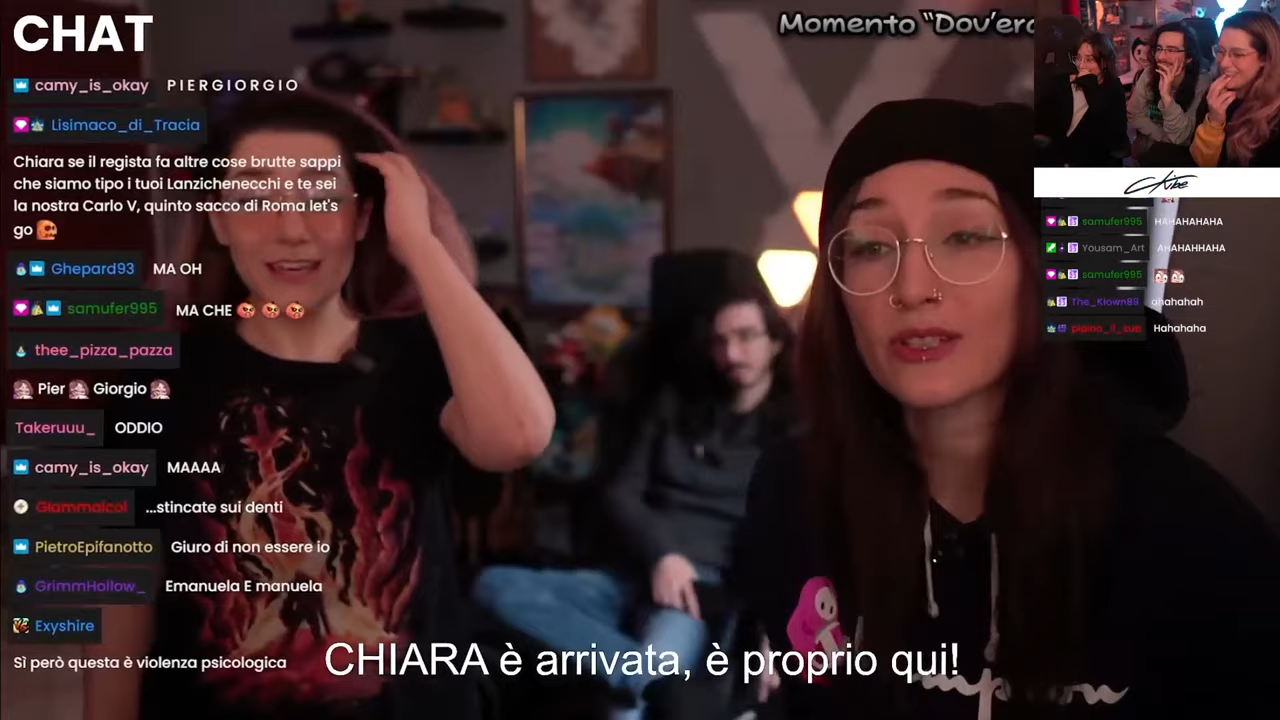 CHAT
Momento “Dov'ero
camy_is_okay PIERGIORGIO
Lisimaco_di_Tracia
Chiara se il regista fa altre cose brutte sappi
che siamo tipo i tuoi Lanzichenecchi e te sei
la nostra Carlo V, quinto sacco di Roma let's
go
Ghepard93 MA OH
samufer995 MA CHE
thee_pizza_pazza
Pier Giorgio
Takeruuu_ ODDIO
camy_is_okay MAAAA
Giammaicol ...stincate sui denti
PietroEpifanotto Giuro di non essere io
GrimmHollow_ Emanuela E manuela
Exyshire
Sì però questa è violenza psicologica
CHIARA è arrivata, è proprio qui!
samufer995 HAHAHAHAHA
Yousam_Art AHAHAHHAHA
samufer995
The_Klown89 ahahahah
pipino_il_sub Hahahaha